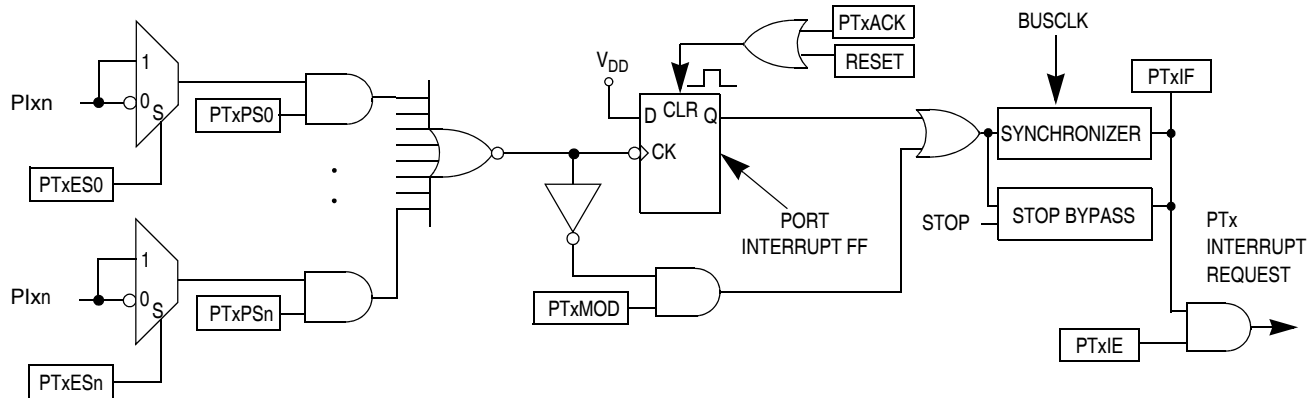 PTxACK
BUSCLK
RESET
VDD
PTxIF
1
PIxn
0
S
PTxPS0
D CLR Q
SYNCHRONIZER
CK
PTxES0
PORT
INTERRUPT FF
STOP
STOP BYPASS
PTx
INTERRUPT
REQUEST
1
PIxn
0
S
PTxPSn
PTxMOD
PTxIE
PTxESn